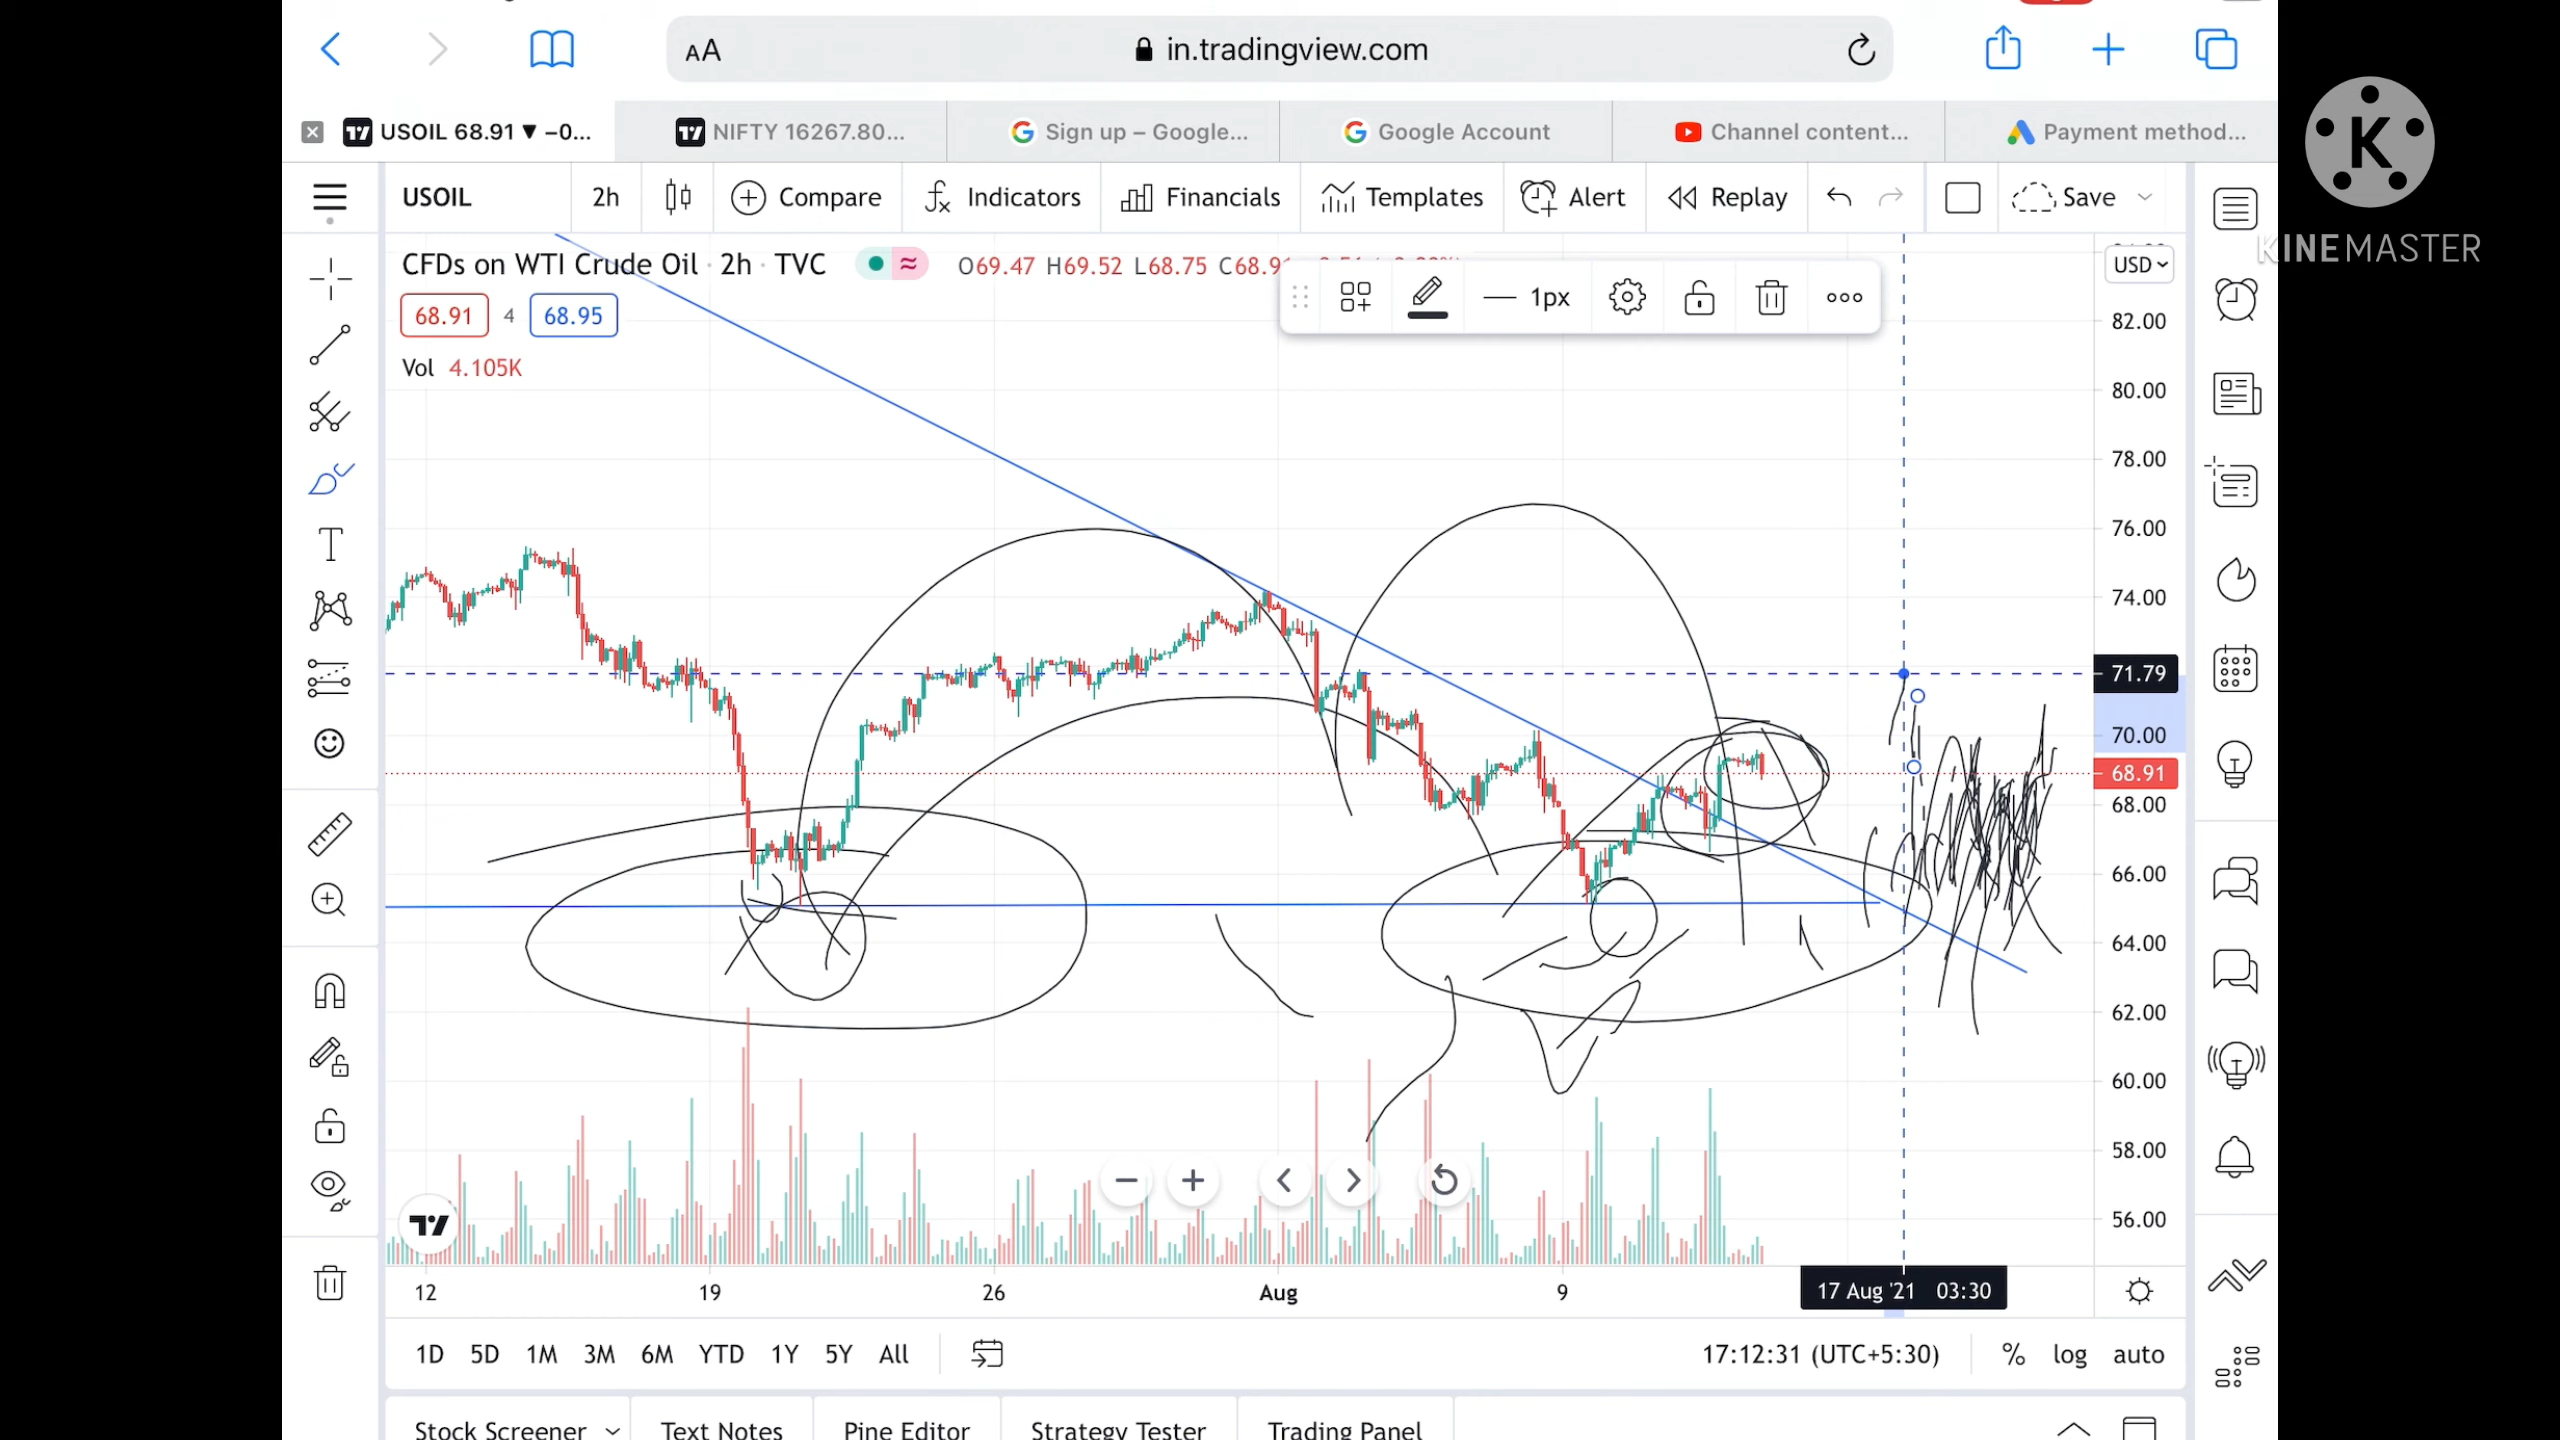 AA in.tradingview.com
USOIL 68.91 ▼ −0...
NIFTY 16267.80...
Sign up – Google...
Google Account
Channel content...
Payment method...
K
KINEMASTER
USOIL 2h Compare Indicators Financials Templates Alert Replay Save
CFDs on WTI Crude Oil · 2h · TVC O69.47 H69.52 L68.75
USD
1px
68.91 4 68.95
Vol 4.105K
82.00
80.00
78.00
76.00
74.00
71.79
70.00
68.91
68.00
66.00
64.00
62.00
60.00
58.00
56.00
12 19 26 Aug 9 17 Aug '21 03:30
1D 5D 1M 3M 6M YTD 1Y 5Y All 17:12:31 (UTC+5:30) % log auto
Stock Screener Text Notes Pine Editor Strategy Tester Trading Panel